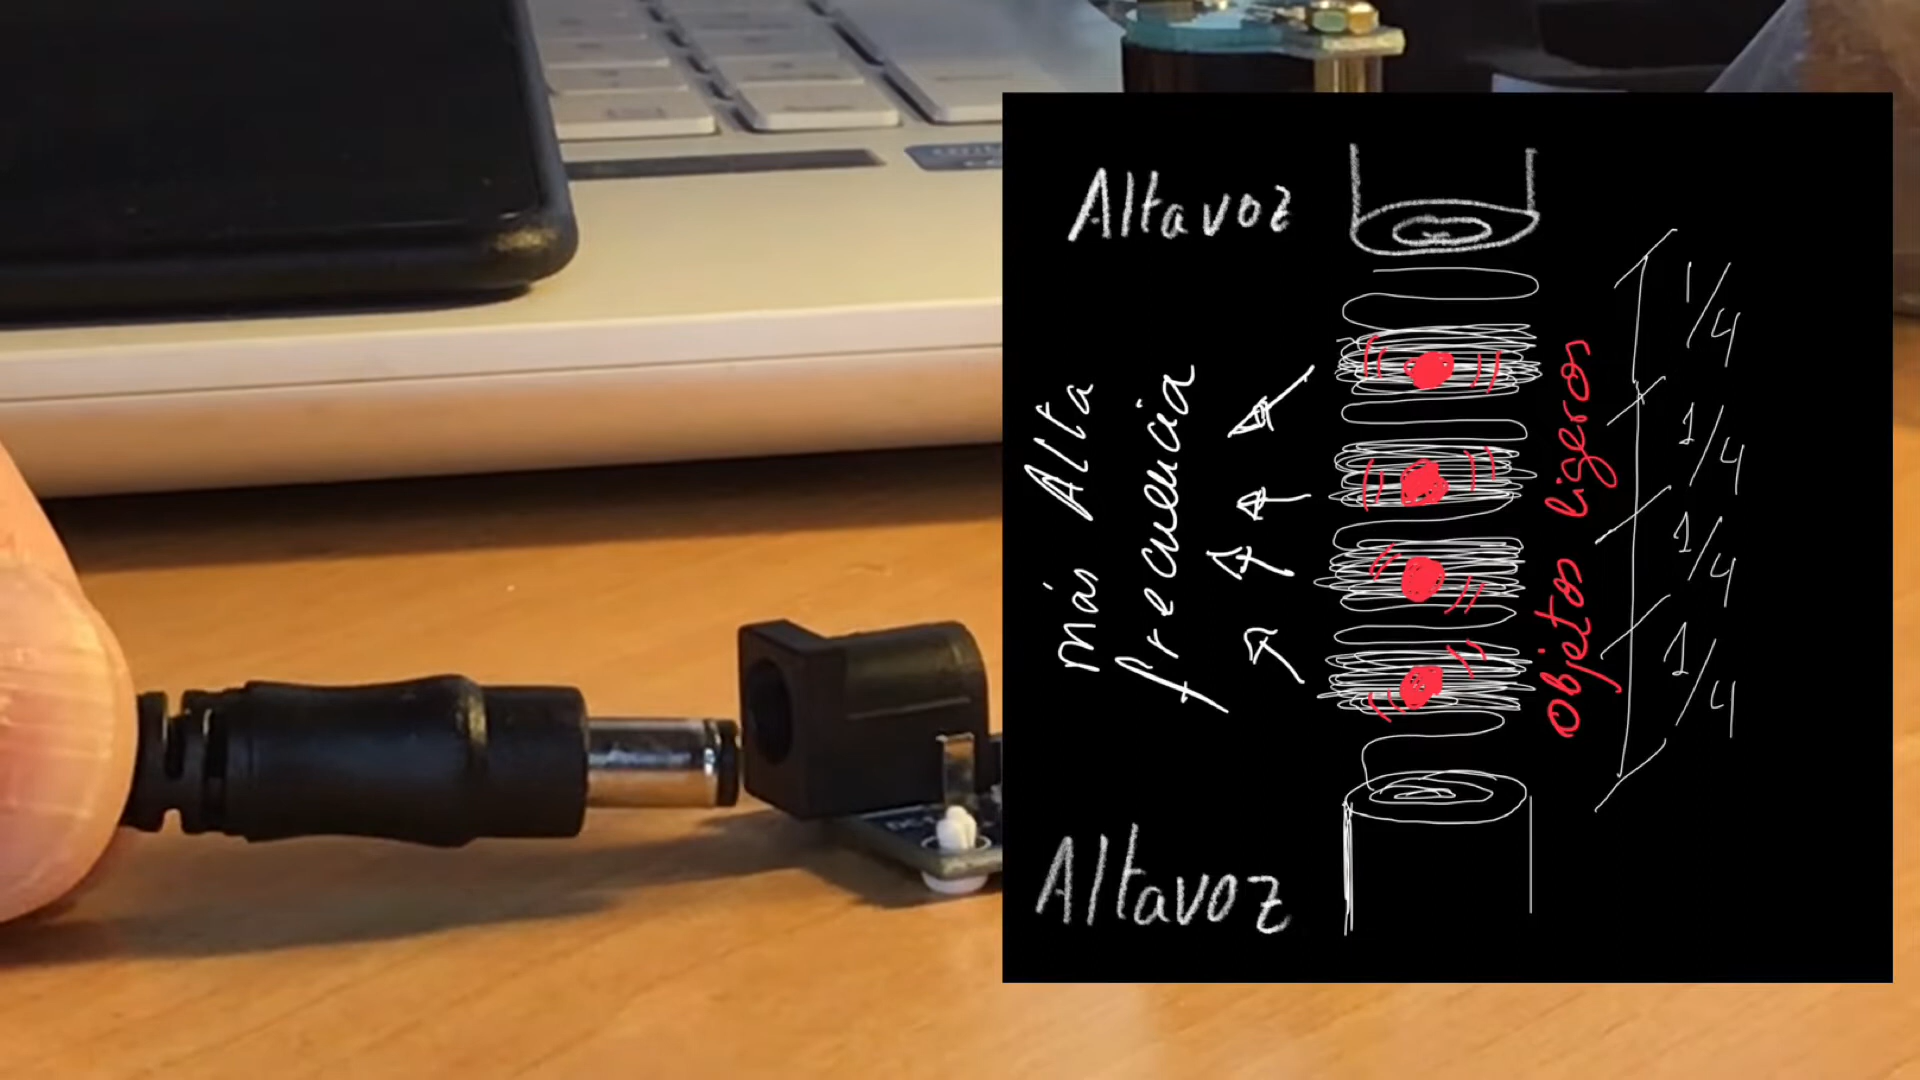 Altavoz
más Alta
frecuencia
objetos ligeros
1/4
1/4
1/4
1/4
Altavoz